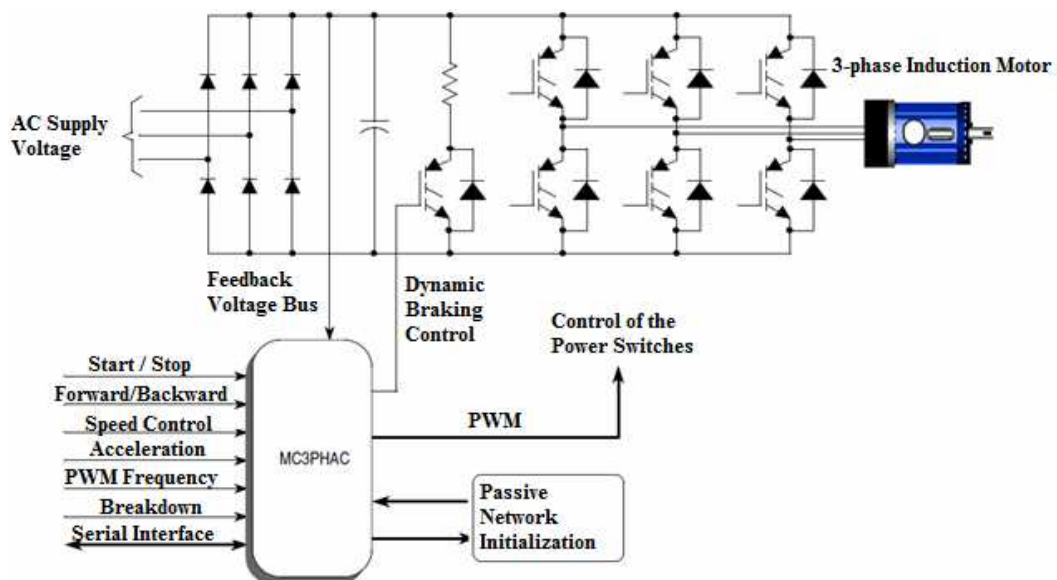 3-phase Induction Motor
AC Supply
Voltage
Feedback
Voltage Bus
Dynamic
Braking
Control
Control of the
Power Switches
Start / Stop
Forward/Backward
Speed Control
Acceleration
PWM Frequency
Breakdown
Serial Interface
MC3PHAC
PWM
Passive
Network
Initialization